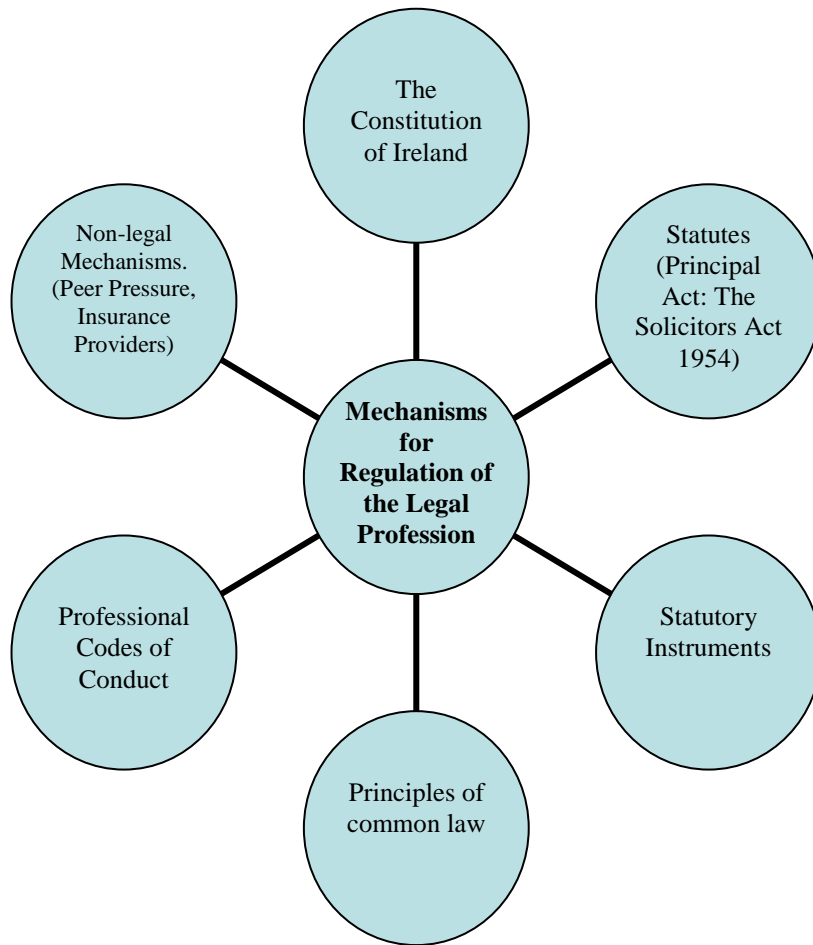 The
Constitution
of Ireland
Statutes
(Principal
Act: The
Solicitors Act
1954)
Statutory
Instruments
Principles of
common law
Professional
Codes of
Conduct
Non-legal
Mechanisms.
(Peer Pressure,
Insurance
Providers)
Mechanisms
for
Regulation of
the Legal
Profession